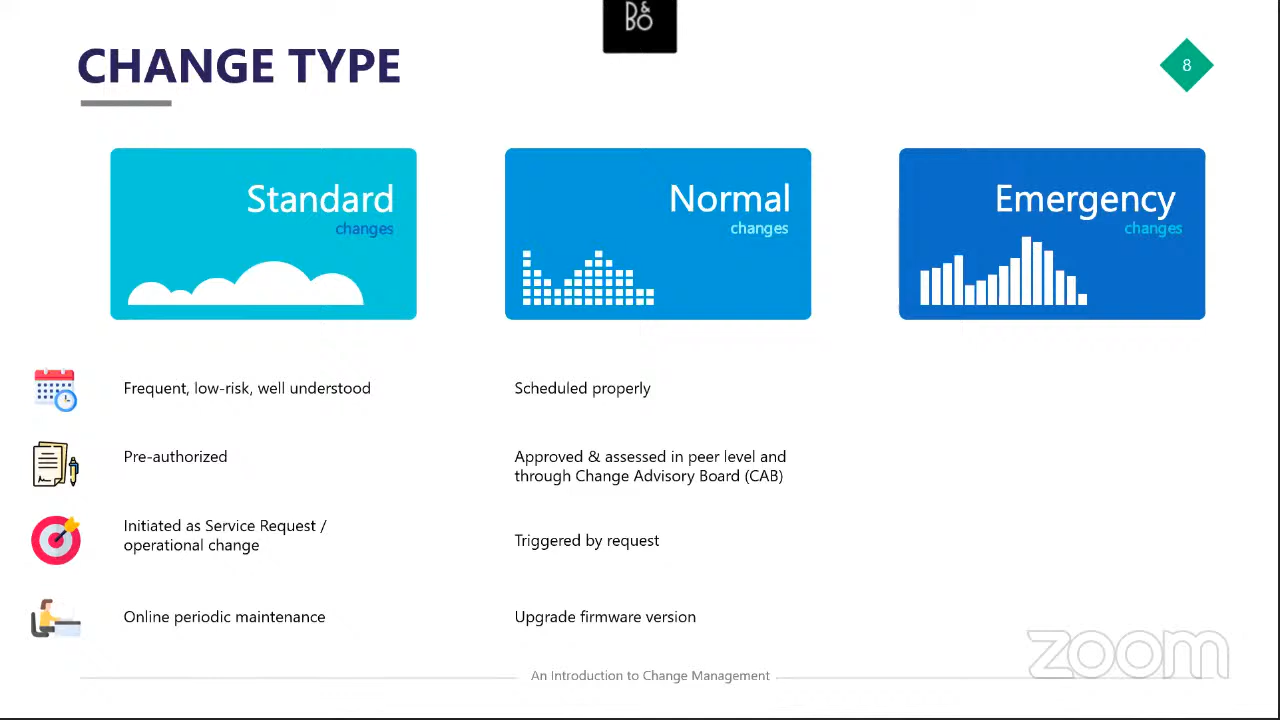 D&
BO
CHANGE TYPE
8
Standard
changes
Normal
changes
Emergency
changes
Frequent, low-risk, well understood
Scheduled properly
Pre-authorized
Approved & assessed in peer level and
through Change Advisory Board (CAB)
Initiated as Service Request /
operational change
Triggered by request
Online periodic maintenance
Upgrade firmware version
An Introduction to Change Management
zoom